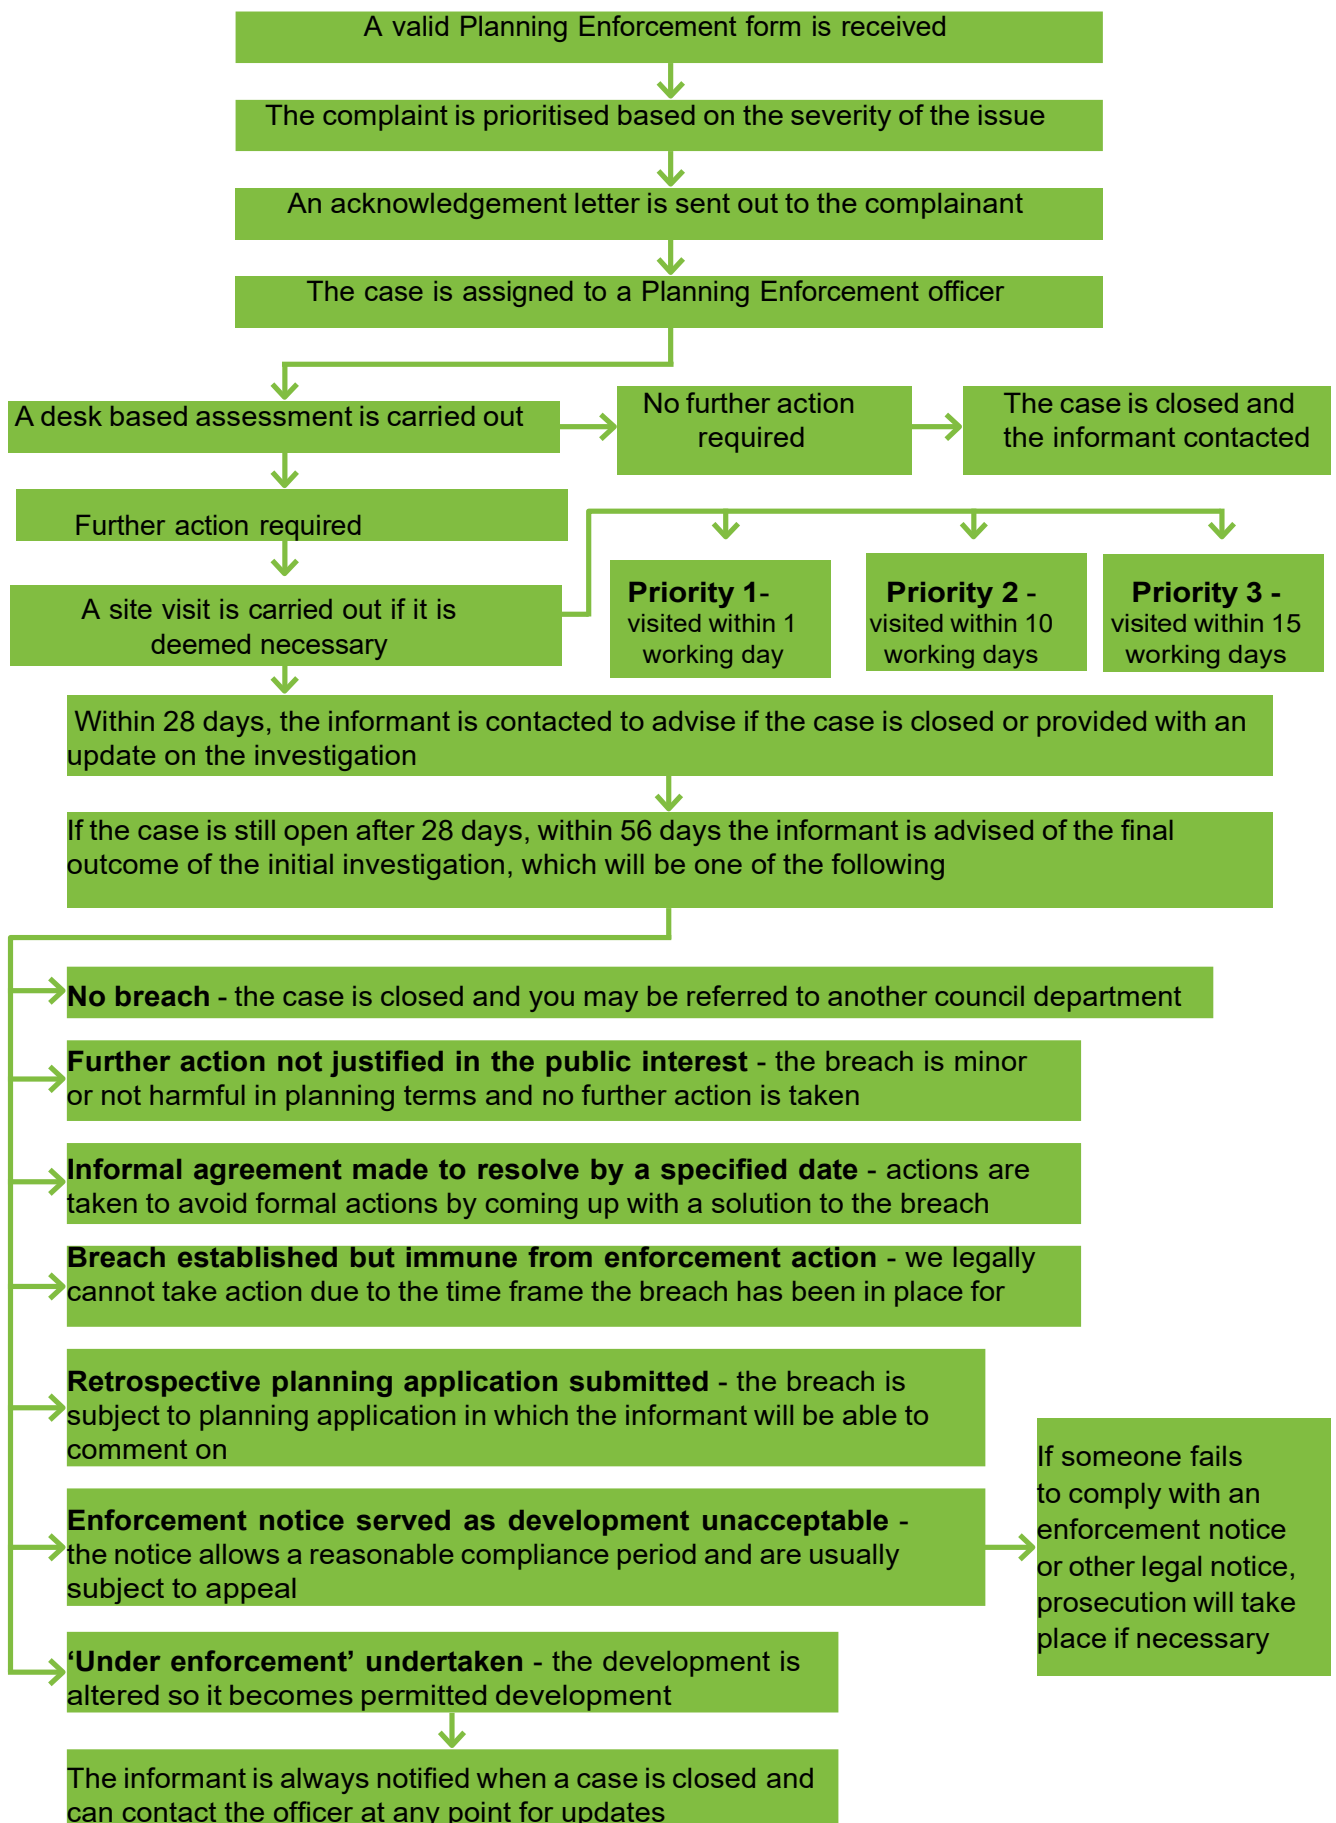 A valid Planning Enforcement form is received
The complaint is prioritised based on the severity of the issue
An acknowledgement letter is sent out to the complainant
The case is assigned to a Planning Enforcement officer
A desk based assessment is carried out
No further action
required
The case is closed and
the informant contacted
Further action required
A site visit is carried out if it is
deemed necessary
Priority 1-
visited within 1
working day
Priority 2 -
visited within 10
working days
Priority 3 -
visited within 15
working days
Within 28 days, the informant is contacted to advise if the case is closed or provided with an
update on the investigation
If the case is still open after 28 days, within 56 days the informant is advised of the final
outcome of the initial investigation, which will be one of the following
No breach - the case is closed and you may be referred to another council department
Further action not justified in the public interest - the breach is minor
or not harmful in planning terms and no further action is taken
Informal agreement made to resolve by a specified date - actions are
taken to avoid formal actions by coming up with a solution to the breach
Breach established but immune from enforcement action - we legally
cannot take action due to the time frame the breach has been in place for
Retrospective planning application submitted - the breach is
subject to planning application in which the informant will be able to
comment on
Enforcement notice served as development unacceptable -
the notice allows a reasonable compliance period and are usually
subject to appeal
If someone fails
to comply with an
enforcement notice
or other legal notice,
prosecution will take
place if necessary
‘Under enforcement’ undertaken - the development is
altered so it becomes permitted development
The informant is always notified when a case is closed and
can contact the officer at any point for updates